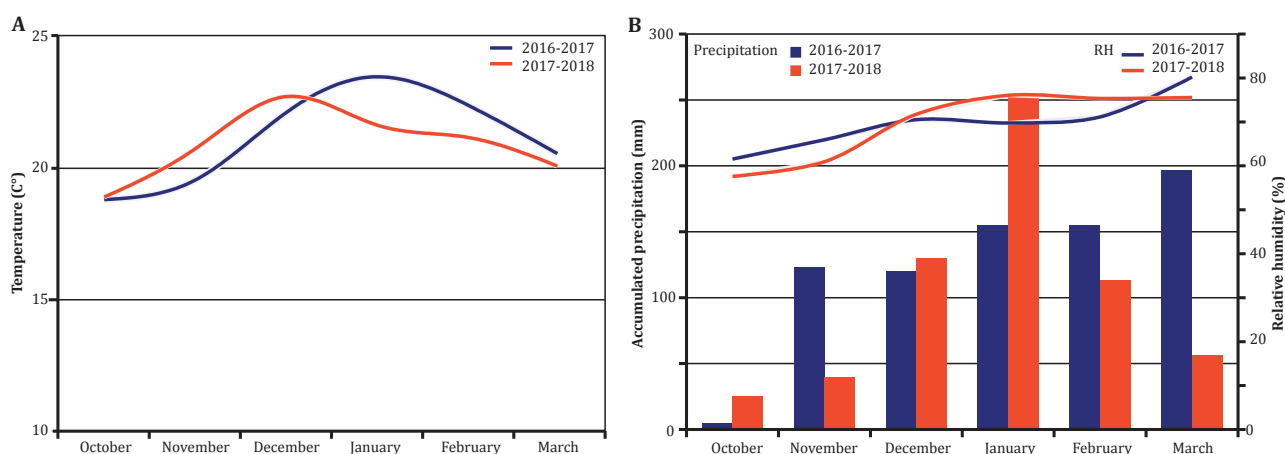 A
25
20
15
10
Temperature (C°)
2016-2017
2017-2018
October November December January February March
B
300
200
100
0
Accumulated precipitation (mm)
Precipitation
2016-2017
2017-2018
RH
2016-2017
2017-2018
80
60
40
20
0
Relative humidity (%)
October November December January February March